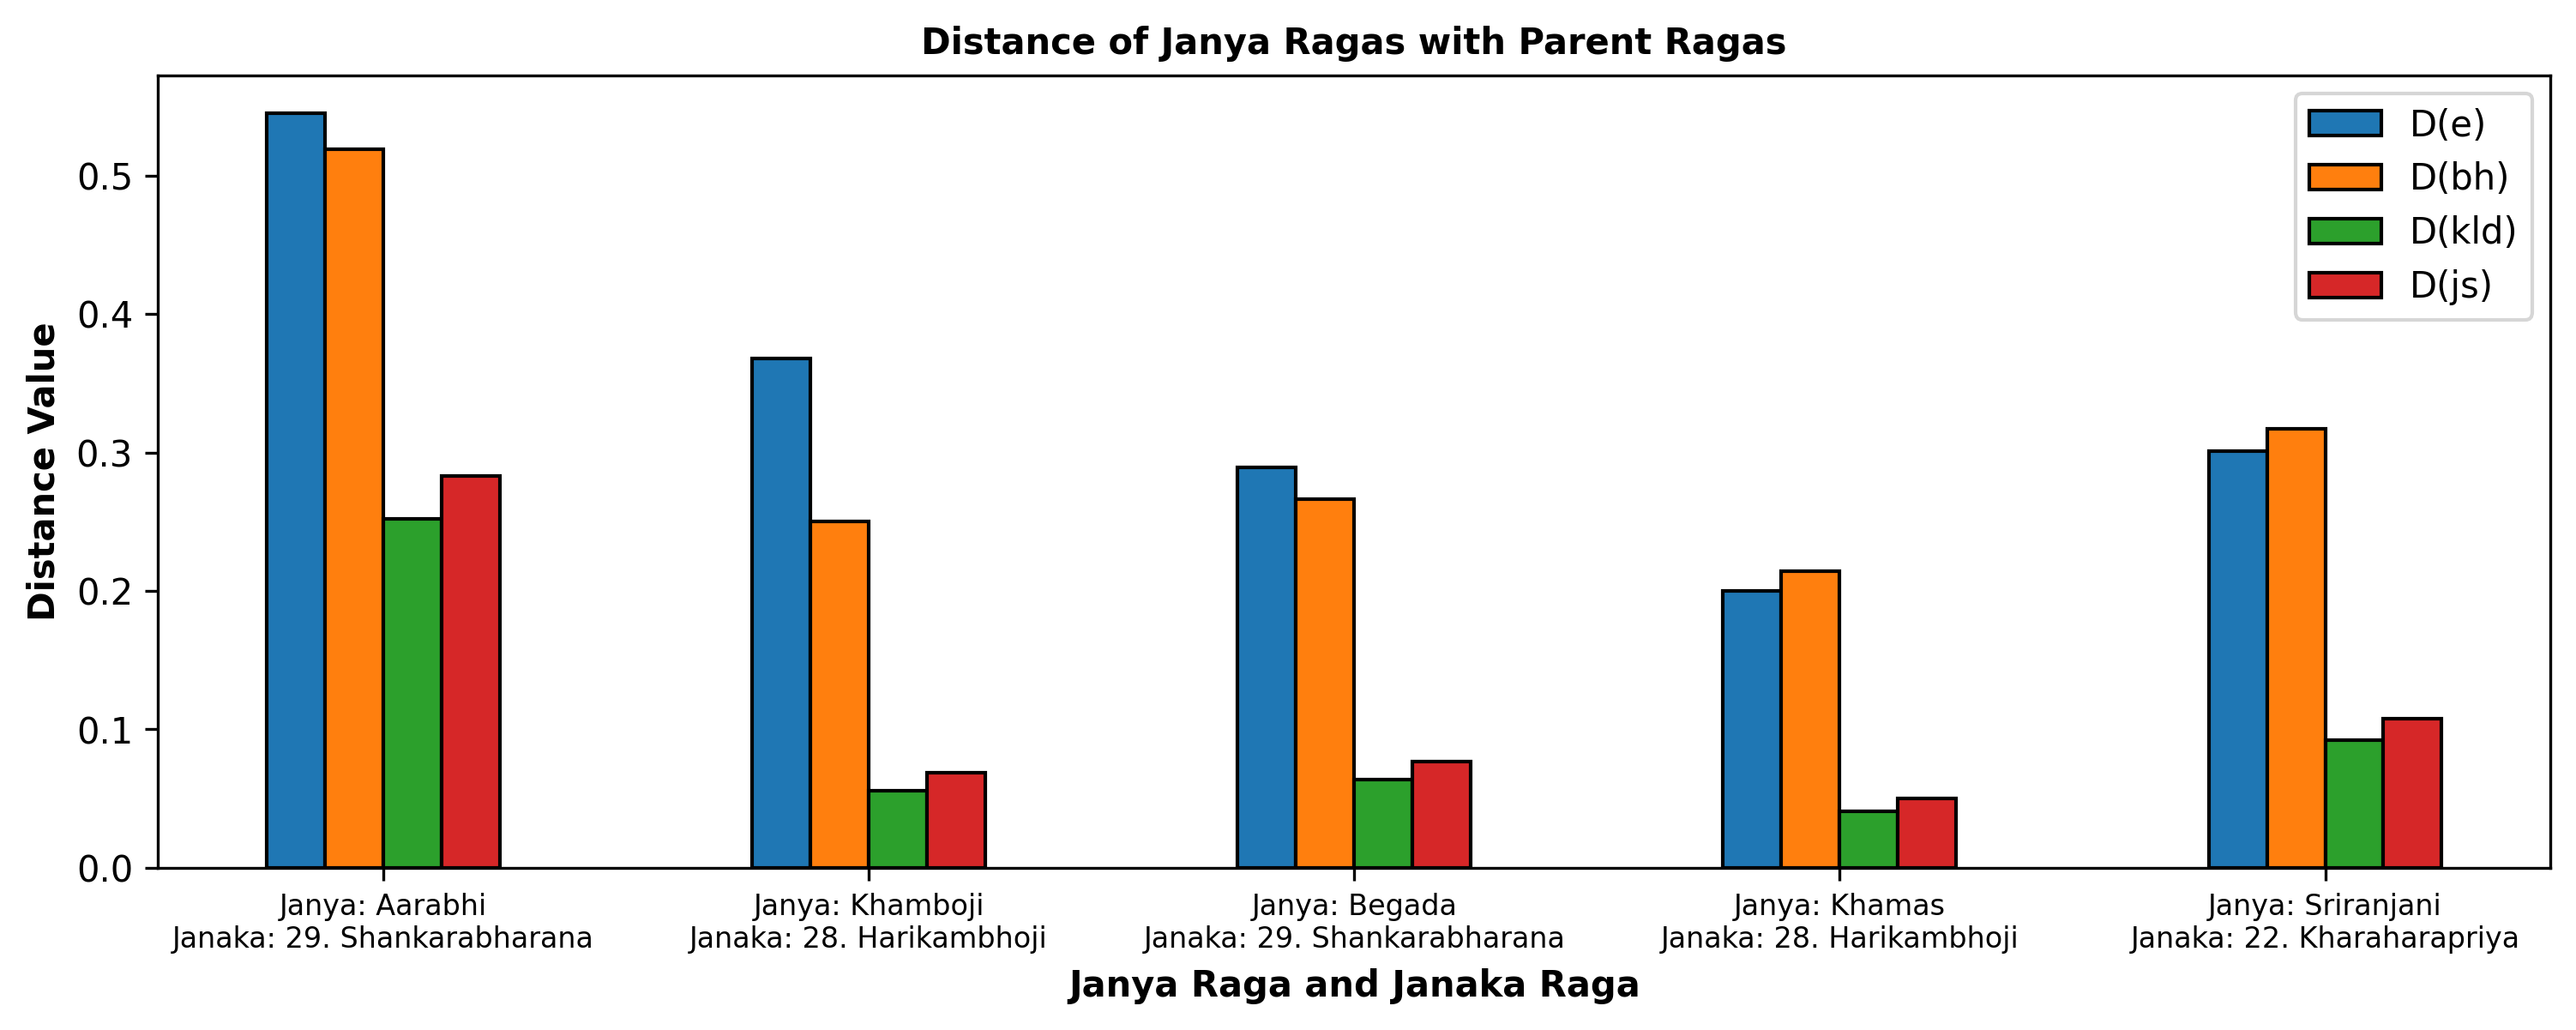 Distance of Janya Ragas with Parent Ragas
D(e)
D(bh)
D(kld)
D(js)
Distance Value
0.5
0.4
0.3
0.2
0.1
0.0
Janya: Aarabhi
Janaka: 29. Shankarabharana
Janya: Khamboji
Janaka: 28. Harikambhoji
Janya: Begada
Janaka: 29. Shankarabharana
Janya: Khamas
Janaka: 28. Harikambhoji
Janya: Sriranjani
Janaka: 22. Kharaharapriya
Janya Raga and Janaka Raga